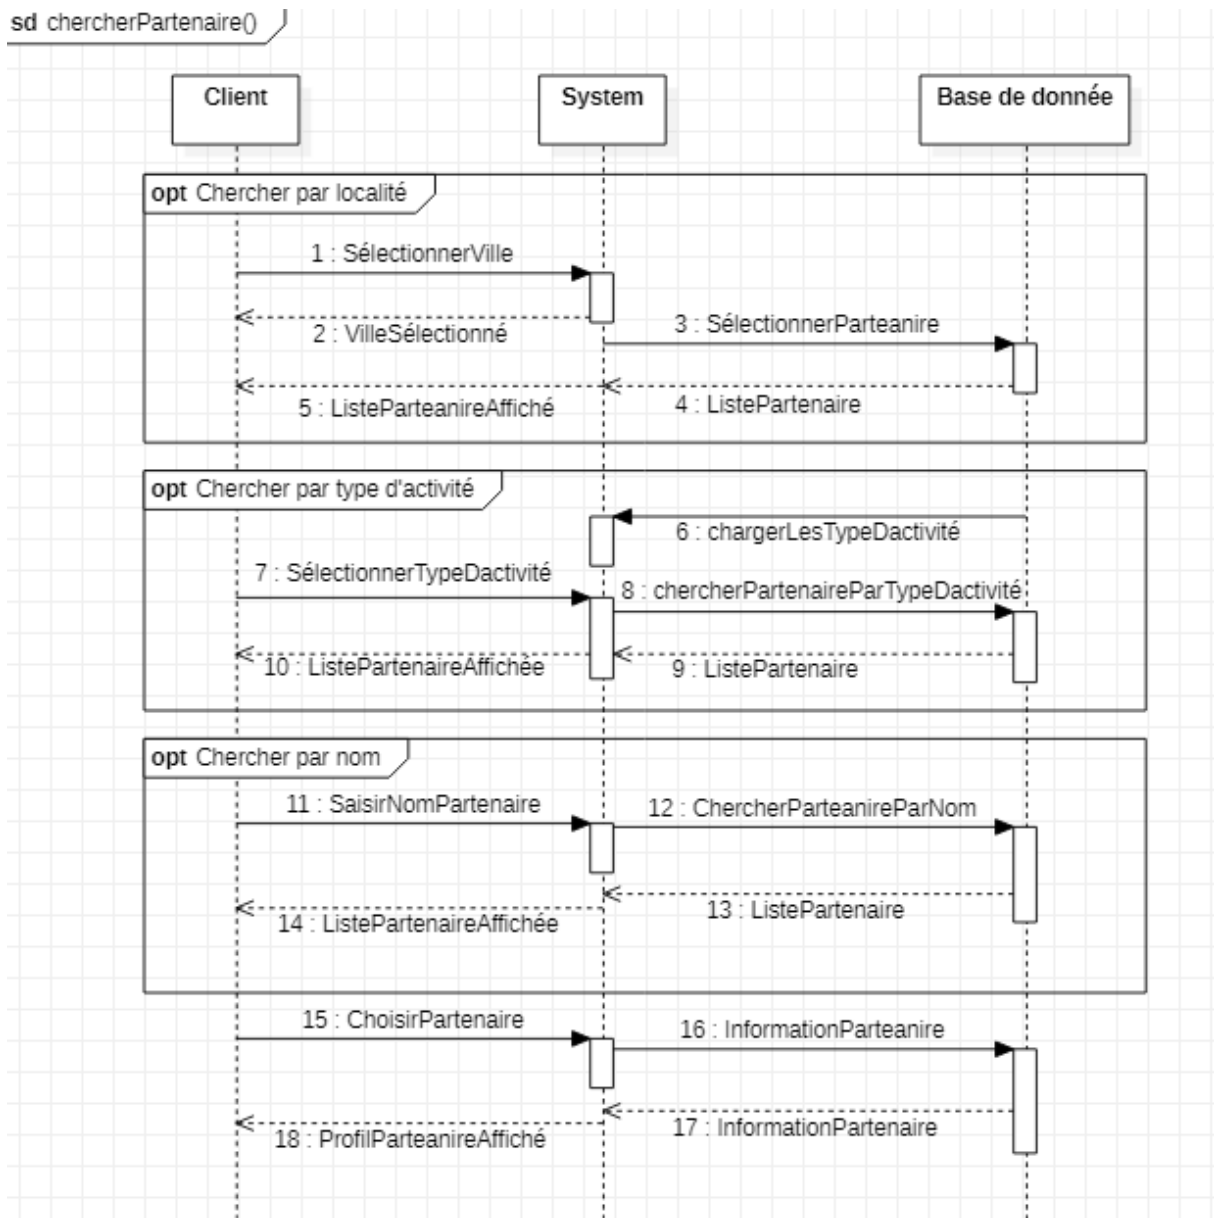 sd chercherPartenaire()
Client
System
Base de donnée
opt Chercher par localité
1 : SélectionnerVille
2 : VilleSélectionné
3 : SélectionnerParteanire
5 : ListeParteanireAffiché
4 : ListePartenaire
opt Chercher par type d'activité
6 : chargerLesTypeDactivité
7 : SélectionnerTypeDactivité
8 : chercherPartenaireParTypeDactivité
10 : ListePartenaireAffichée
9 : ListePartenaire
opt Chercher par nom
11 : SaisirNomPartenaire
12 : ChercherParteanireParNom
13 : ListePartenaire
14 : ListePartenaireAffichée
15 : ChoisirPartenaire
16 : InformationParteanire
17 : InformationPartenaire
18 : ProfilParteanireAffiché